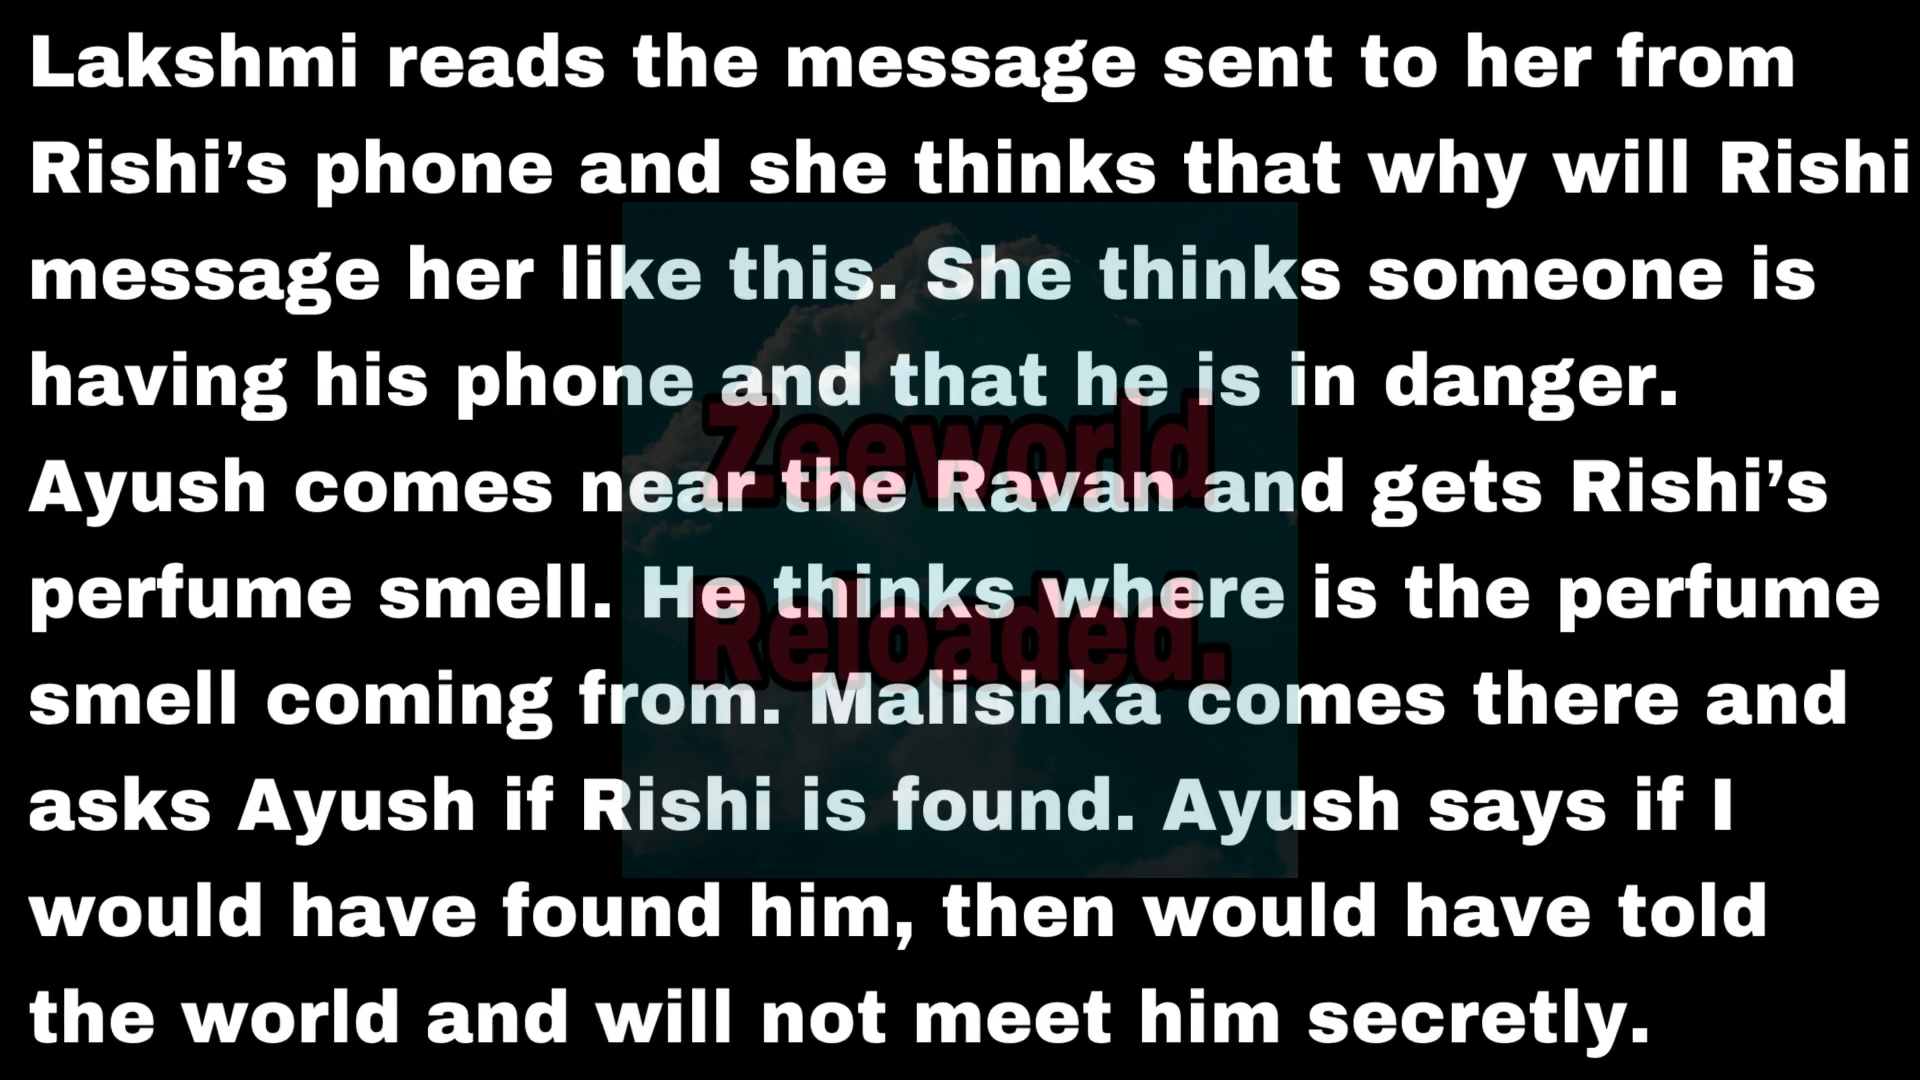 Lakshmi reads the message sent to her from
Rishi’s phone and she thinks that why will Rishi
message her like this. She thinks someone is
having his phone and that he is in danger.
Ayush comes near the Ravan and gets Rishi’s
perfume smell. He thinks where is the perfume
smell coming from. Malishka comes there and
asks Ayush if Rishi is found. Ayush says if I
would have found him, then would have told
the world and will not meet him secretly.
Zeeworld
Reloaded.